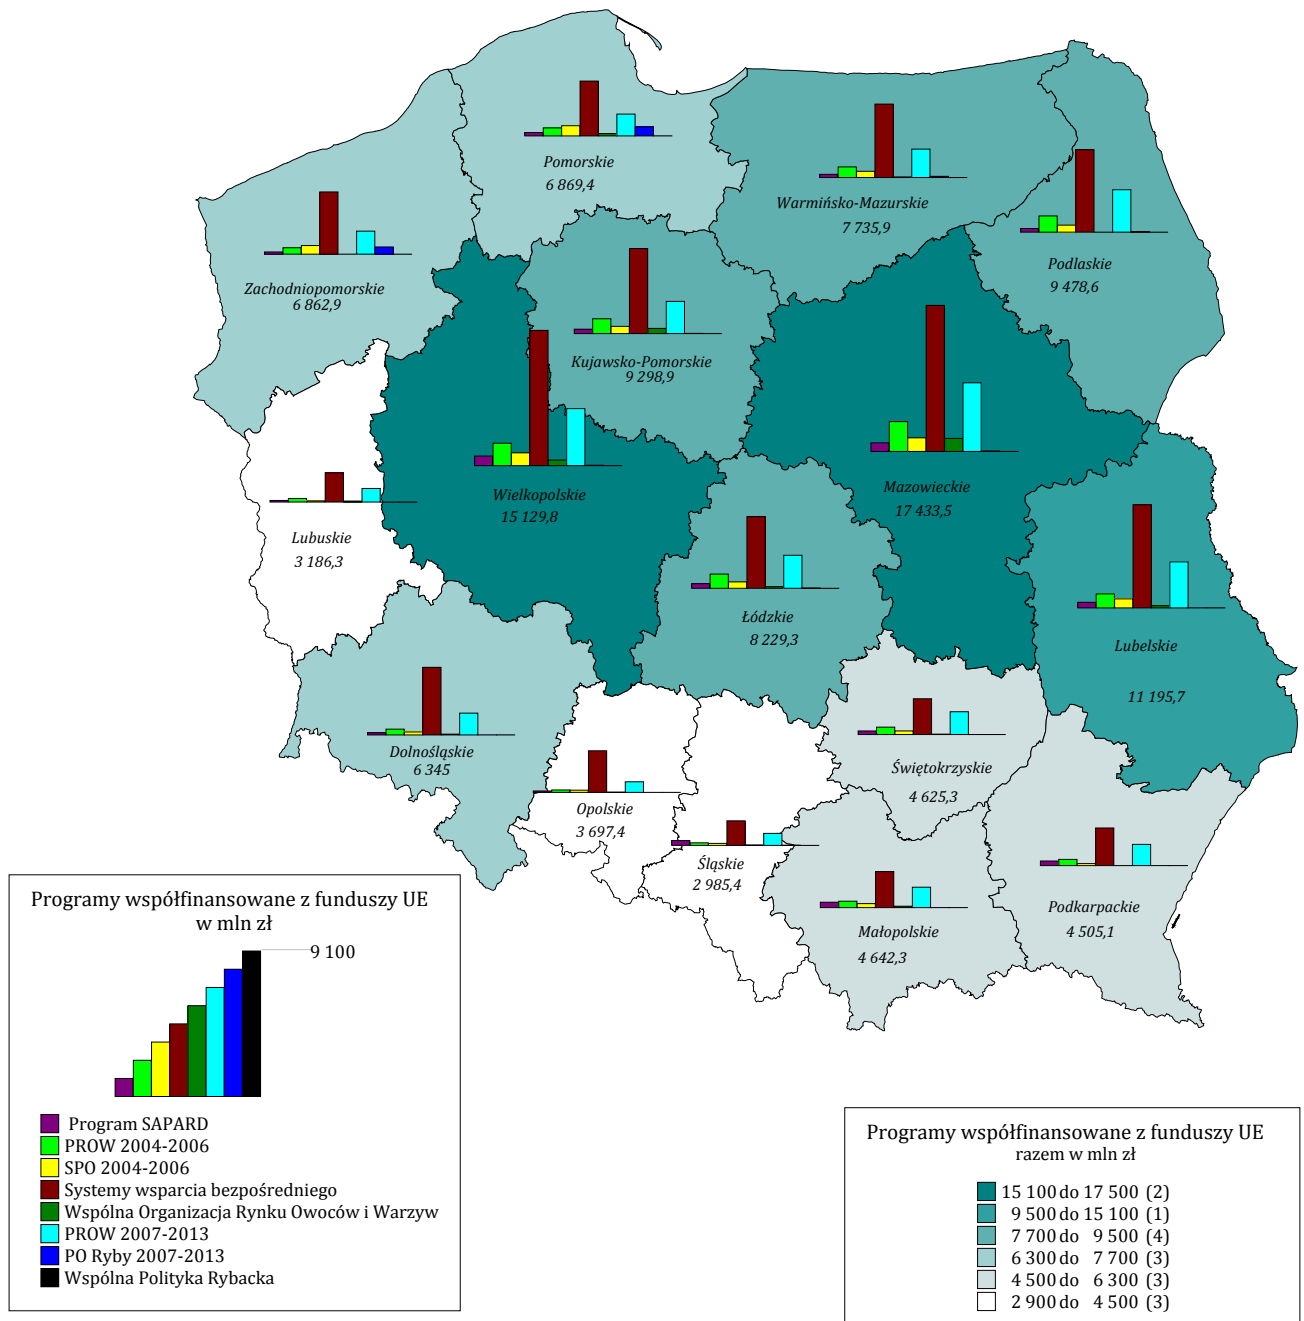 Pomorskie
6 869,4
Warmińsko-Mazurskie
7 735,9
Podlaskie
9 478,6
Zachodniopomorskie
6 862,9
Kujawsko-Pomorskie
9 298,9
Wielkopolskie
15 129,8
Mazowieckie
17 433,5
Lubuskie
3 186,3
Łódzkie
8 229,3
Lubelskie
11 195,7
Dolnośląskie
6 345
Opolskie
3 697,4
Śląskie
2 985,4
Świętokrzyskie
4 625,3
Małopolskie
4 642,3
Podkarpackie
4 505,1
Programy współfinansowane z funduszy UE
w mln zł
9 100
Program SAPARD
PROW 2004-2006
SPO 2004-2006
Systemy wsparcia bezpośredniego
Wspólna Organizacja Rynku Owoców i Warzyw
PROW 2007-2013
PO Ryby 2007-2013
Wspólna Polityka Rybacka
Programy współfinansowane z funduszy UE
razem w mln zł
15 100 do 17 500 (2)
9 500 do 15 100 (1)
7 700 do 9 500 (4)
6 300 do 7 700 (3)
4 500 do 6 300 (3)
2 900 do 4 500 (3)